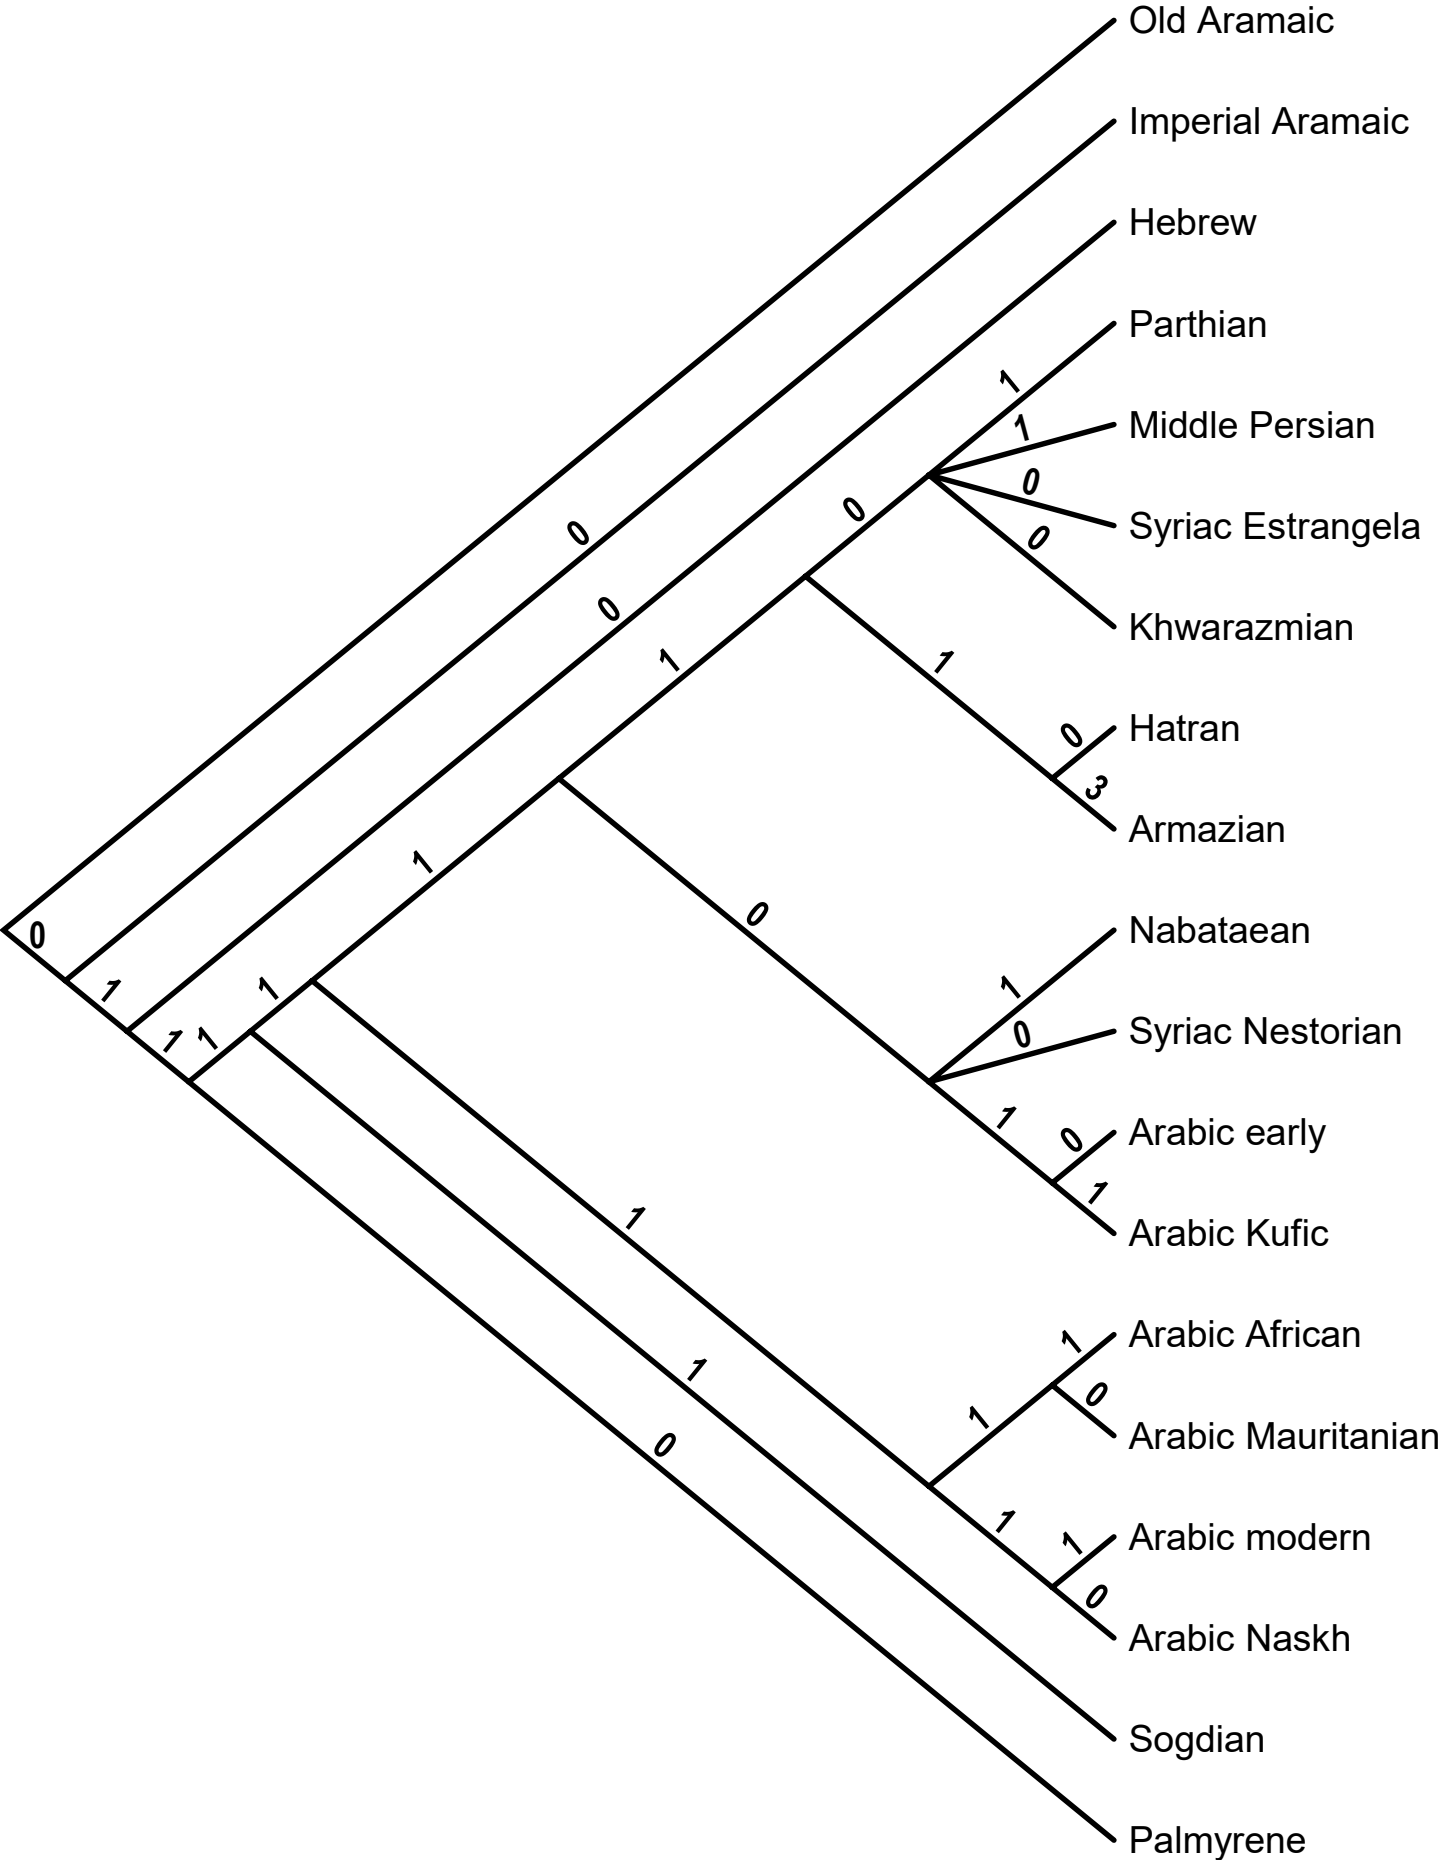 Old Aramaic
Imperial Aramaic
0
Hebrew
0
Parthian
1
Middle Persian
1
Syriac Estrangela
0
0
Khwarazmian
0
1
1
Hatran
0
Armazian
3
1
0
Nabataean
1
Syriac Nestorian
0
Arabic early
0
1
Arabic Kufic
1
0
1
1
1
1
1
Arabic African
1
Arabic Mauritanian
0
1
Arabic modern
1
Arabic Naskh
0
1
Sogdian
1
Palmyrene
0